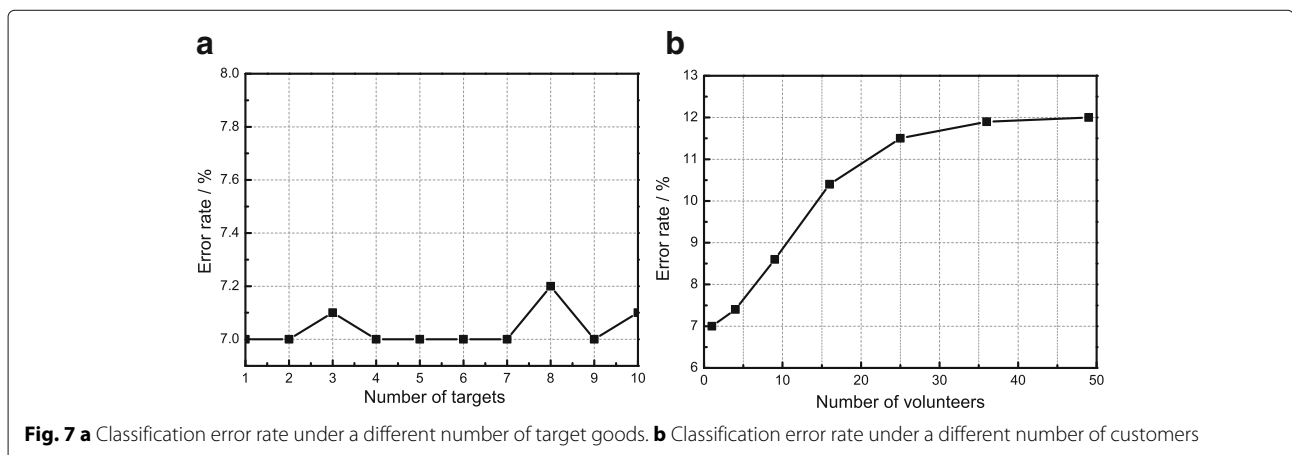 a
8.0
7.8
7.6
7.4
7.2
7.0
Error rate / %
1 2 3 4 5 6 7 8 9 10
Number of targets
b
13
12
11
10
9
8
7
6
Error rate / %
0 10 20 30 40 50
Number of volunteers
Fig. 7 a Classification error rate under a different number of target goods. b Classification error rate under a different number of customers